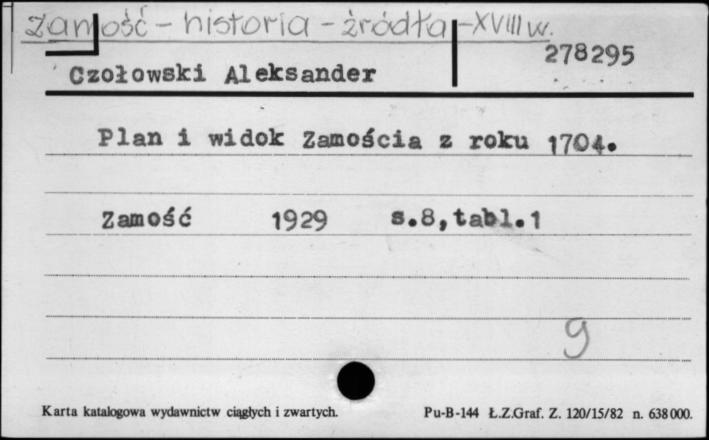 Zamość - historia - źródła - XVIII w.
278295
Czołowski Aleksander
Plan i widok Zamościa z roku 1704.
Zamość 1929 s.8, tabl.1
9
Karta katalogowa wydawnictw ciągłych i zwartych. Pu-B-144 Ł.Z.Graf. Z. 120/15/82 n. 638 000.